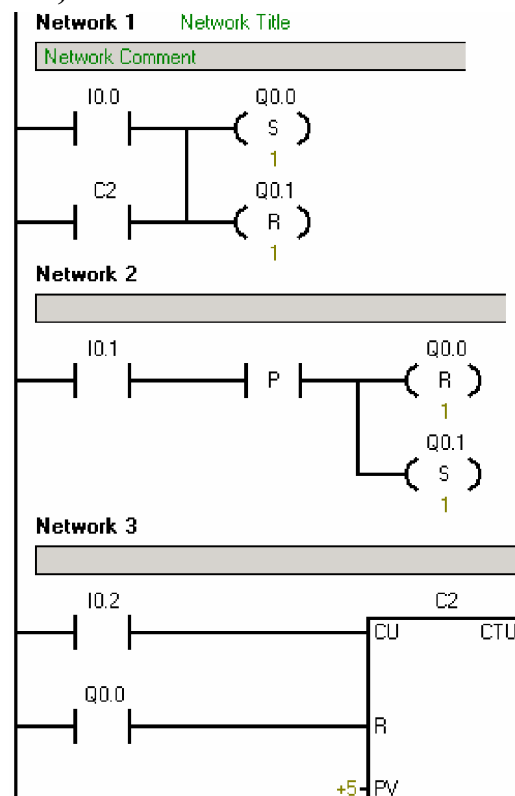 Network 1 Network Title
Network Comment
I0.0 Q0.0
S
1
C2 Q0.1
R
1
Network 2
I0.1 Q0.0
P R
1
Q0.1
S
1
Network 3
I0.2 C2
CU CTU
Q0.0
R
+5 PV